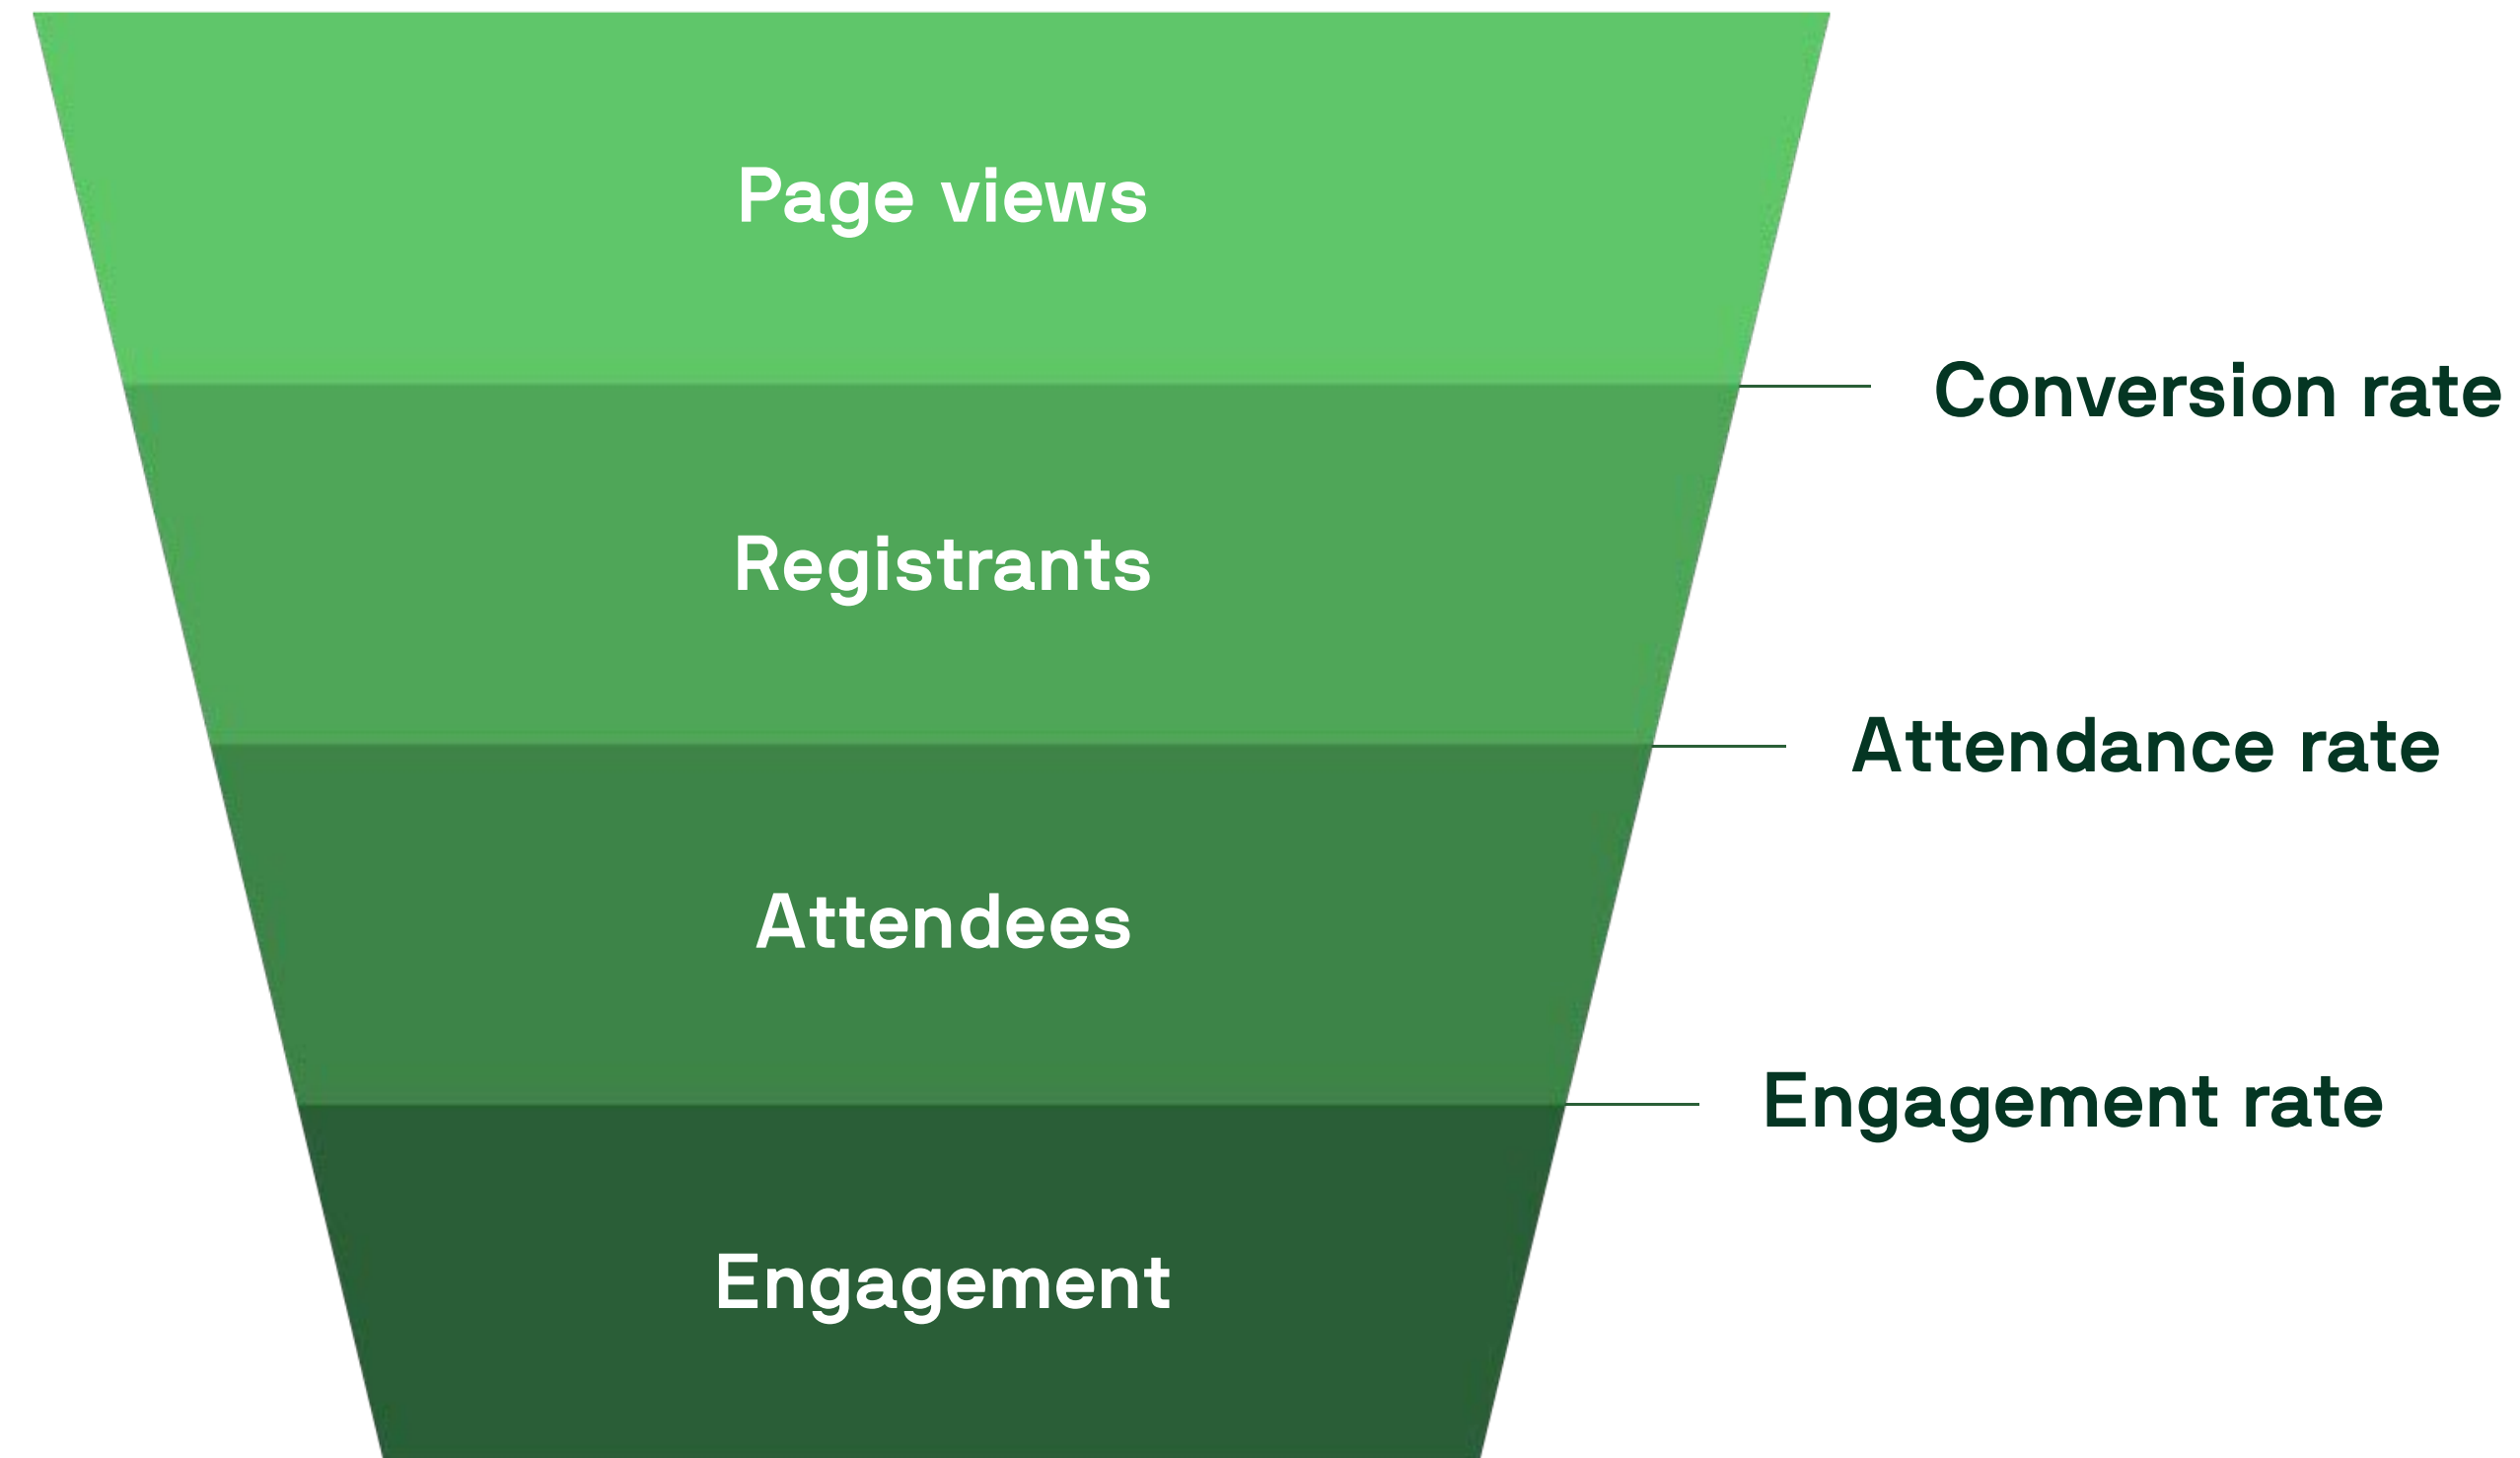 Page views
Conversion rate
Registrants
Attendance rate
Attendees
Engagement rate
Engagement